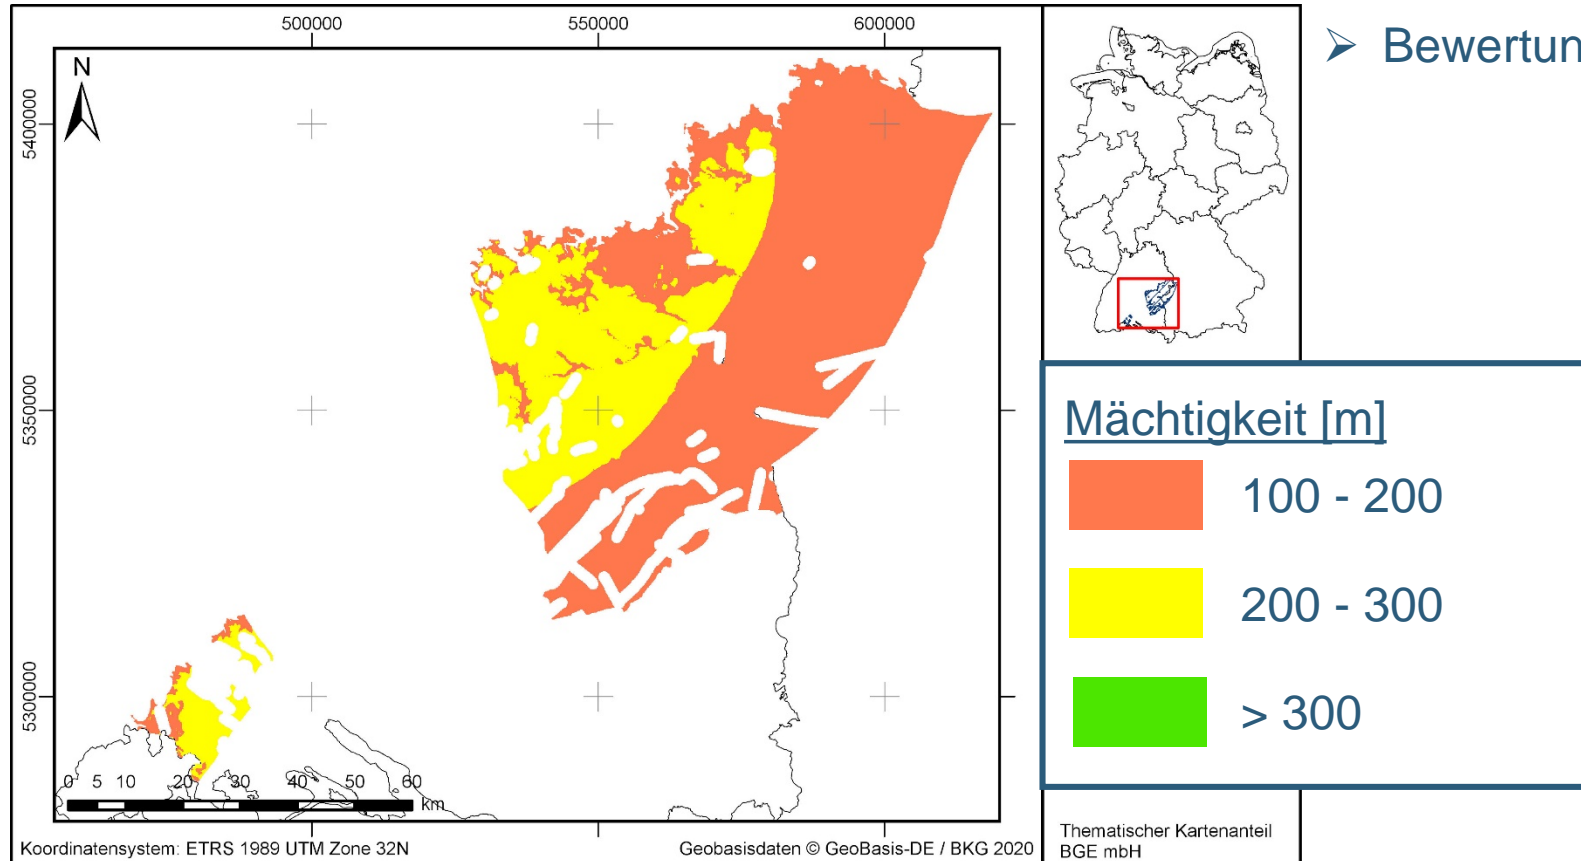 500000 550000 600000
➢ Bewertun
N
5400000
5350000
5300000
0 5 10 20 30 40 50 60
km
Koordinatensystem: ETRS 1989 UTM Zone 32N
Geobasisdaten © GeoBasis-DE / BKG 2020
Mächtigkeit [m]
100 - 200
200 - 300
> 300
Thematischer Kartenanteil
BGE mbH